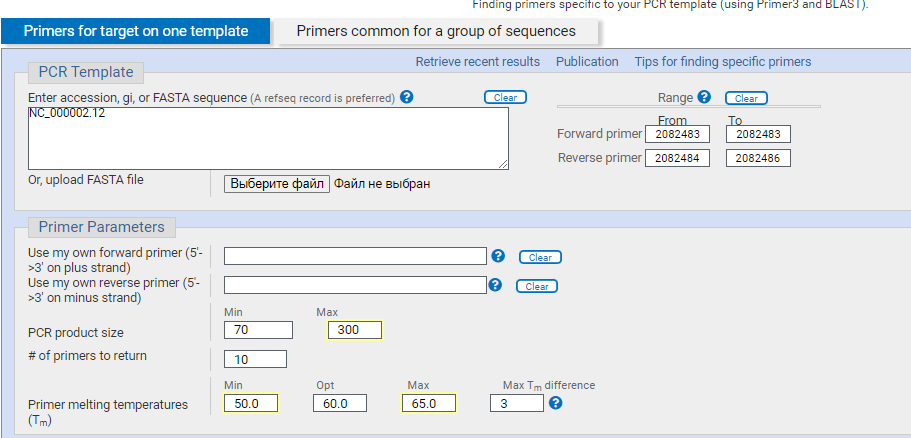 Finding primers specific to your PCR template (using Primer3 and BLAST).
Primers for target on one template
Primers common for a group of sequences
Retrieve recent results Publication Tips for finding specific primers
PCR Template
Enter accession, gi, or FASTA sequence (A refseq record is preferred) ? Clear
Range ? Clear
NC_000002.12
From To
Forward primer 2082483 2082483
Reverse primer 2082484 2082486
Or, upload FASTA file
Выберите файл Файл не выбран
Primer Parameters
Use my own forward primer (5'-
>3' on plus strand)
? Clear
Use my own reverse primer (5'-
>3' on minus strand)
? Clear
Min Max
PCR product size 70 300
# of primers to return 10
Min Opt Max Max Tm difference
Primer melting temperatures 50.0 60.0 65.0 3 ?
(Tm)